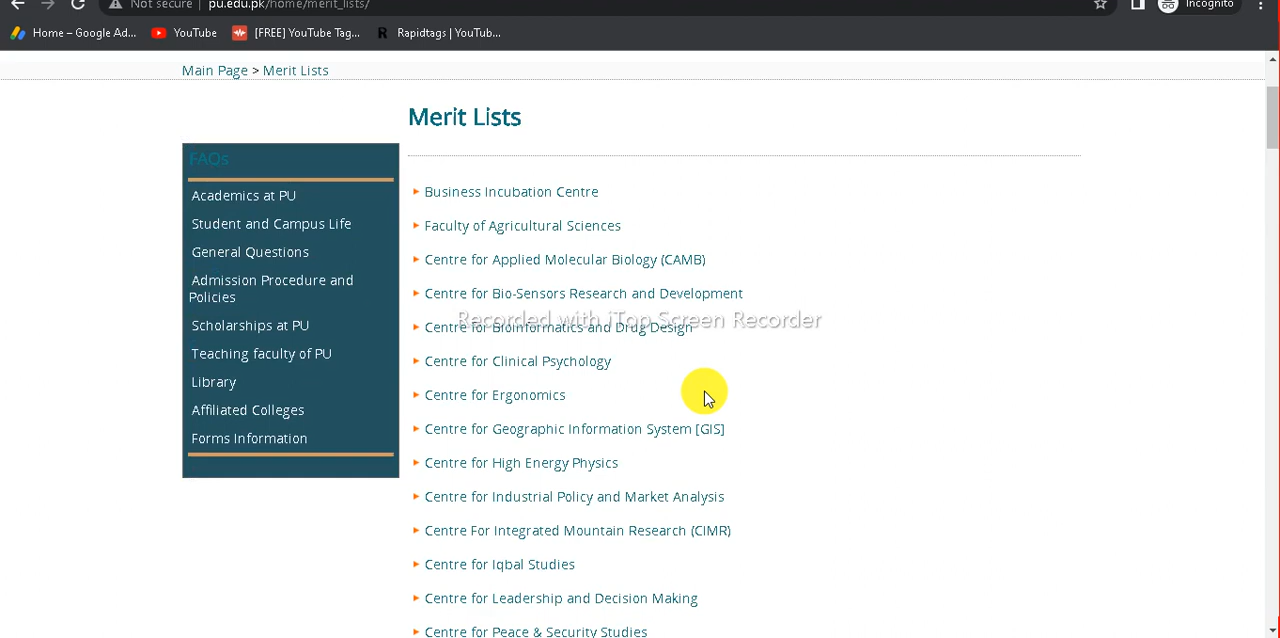 Not secure | pu.edu.pk/home/merit_lists/
Incognito
Home – Google Ad...
YouTube
[FREE] YouTube Tag...
R
Rapidtags | YouTub...
Main Page > Merit Lists
Merit Lists
FAQs
Academics at PU
Student and Campus Life
General Questions
Admission Procedure and
Policies
Scholarships at PU
Teaching faculty of PU
Library
Affiliated Colleges
Forms Information
Business Incubation Centre
Faculty of Agricultural Sciences
Centre for Applied Molecular Biology (CAMB)
Centre for Bio-Sensors Research and Development
Recorded with iTop Screen Recorder
Centre for Bioinformatics and Drug Design
Centre for Clinical Psychology
Centre for Ergonomics
Centre for Geographic Information System [GIS]
Centre for High Energy Physics
Centre for Industrial Policy and Market Analysis
Centre For Integrated Mountain Research (CIMR)
Centre for Iqbal Studies
Centre for Leadership and Decision Making
Centre for Peace & Security Studies